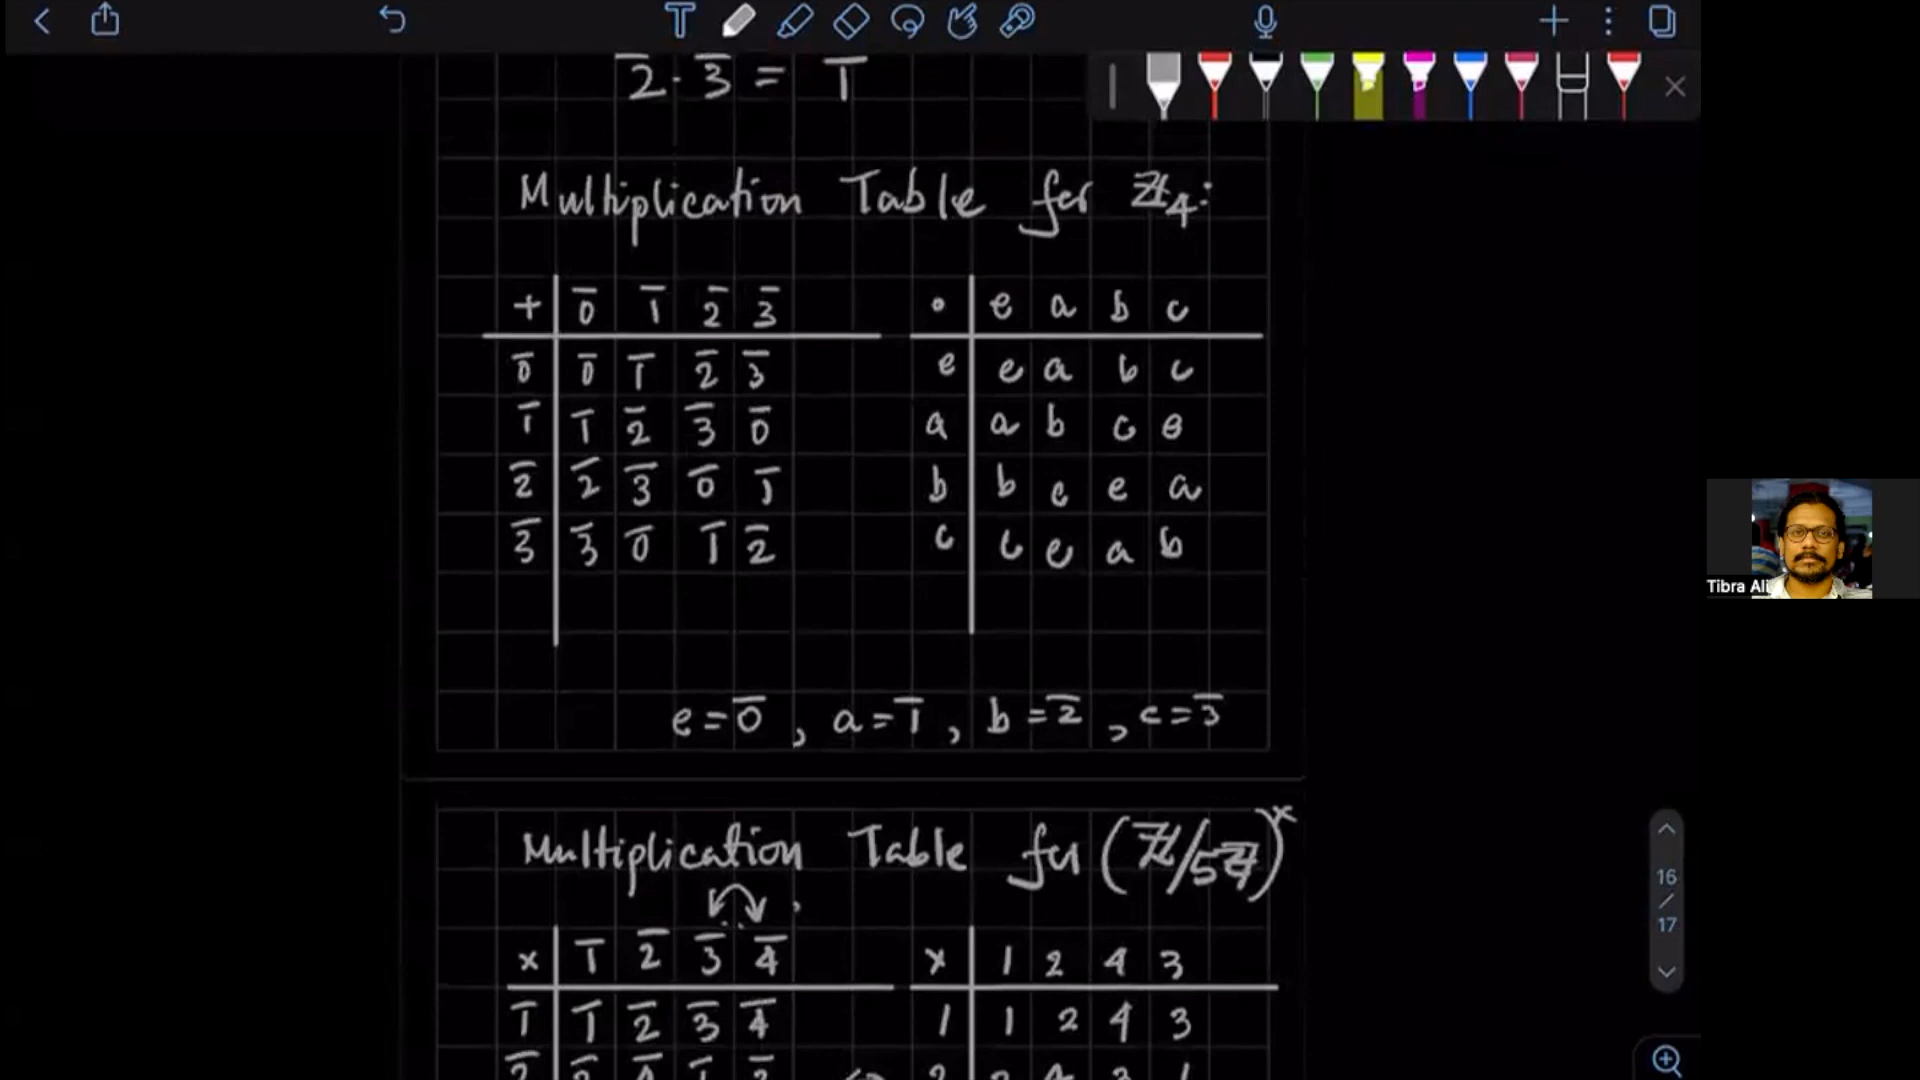 2̅ · 3̅ = 1̅
Multiplication Table for ℤ₄:
+ 0̅ 1̅ 2̅ 3̅
0̅ 0̅ 1̅ 2̅ 3̅
1̅ 1̅ 2̅ 3̅ 0̅
2̅ 2̅ 3̅ 0̅ 1̅
3̅ 3̅ 0̅ 1̅ 2̅
· e a b c
e e a b c
a a b c e
b b c e a
c c e a b
e = 0̅ , a = 1̅ , b = 2̅ , c = 3̅
Multiplication Table for (ℤ/5ℤ)ˣ
x 1̅ 2̅ 3̅ 4̅
1̅ 1̅ 2̅ 3̅ 4̅
x 1 2 4 3
1 1 2 4 3
16
/
17
Tibra Ali